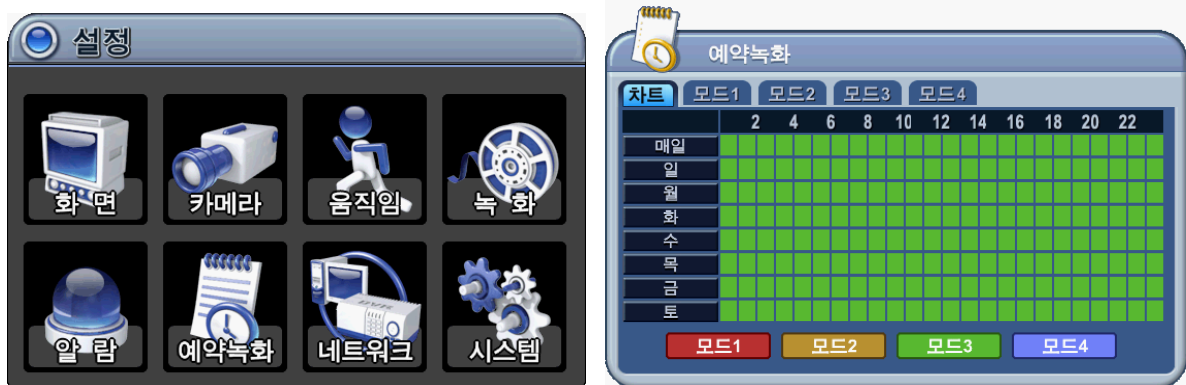 설정
화 면
카메라
움직임
녹 화
알 람
예약녹화
네트워크
시스템
예약녹화
차트 모드1 모드2 모드3 모드4
2 4 6 8 10 12 14 16 18 20 22
매일
일
월
화
수
목
금
토
모드1 모드2 모드3 모드4